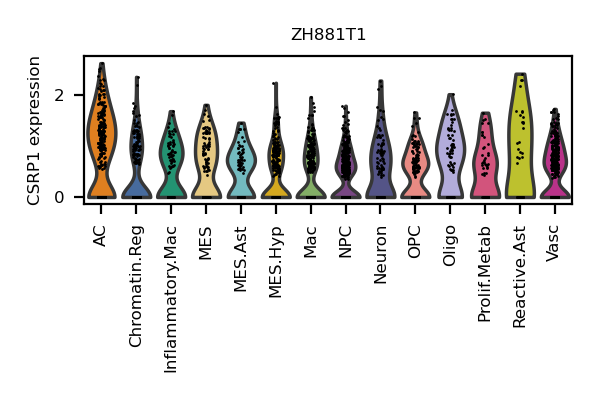 ZH881T1
CSRP1 expression
2
0
AC
Chromatin.Reg
Inflammatory.Mac
MES
MES.Ast
MES.Hyp
Mac
NPC
Neuron
OPC
Oligo
Prolif.Metab
Reactive.Ast
Vasc